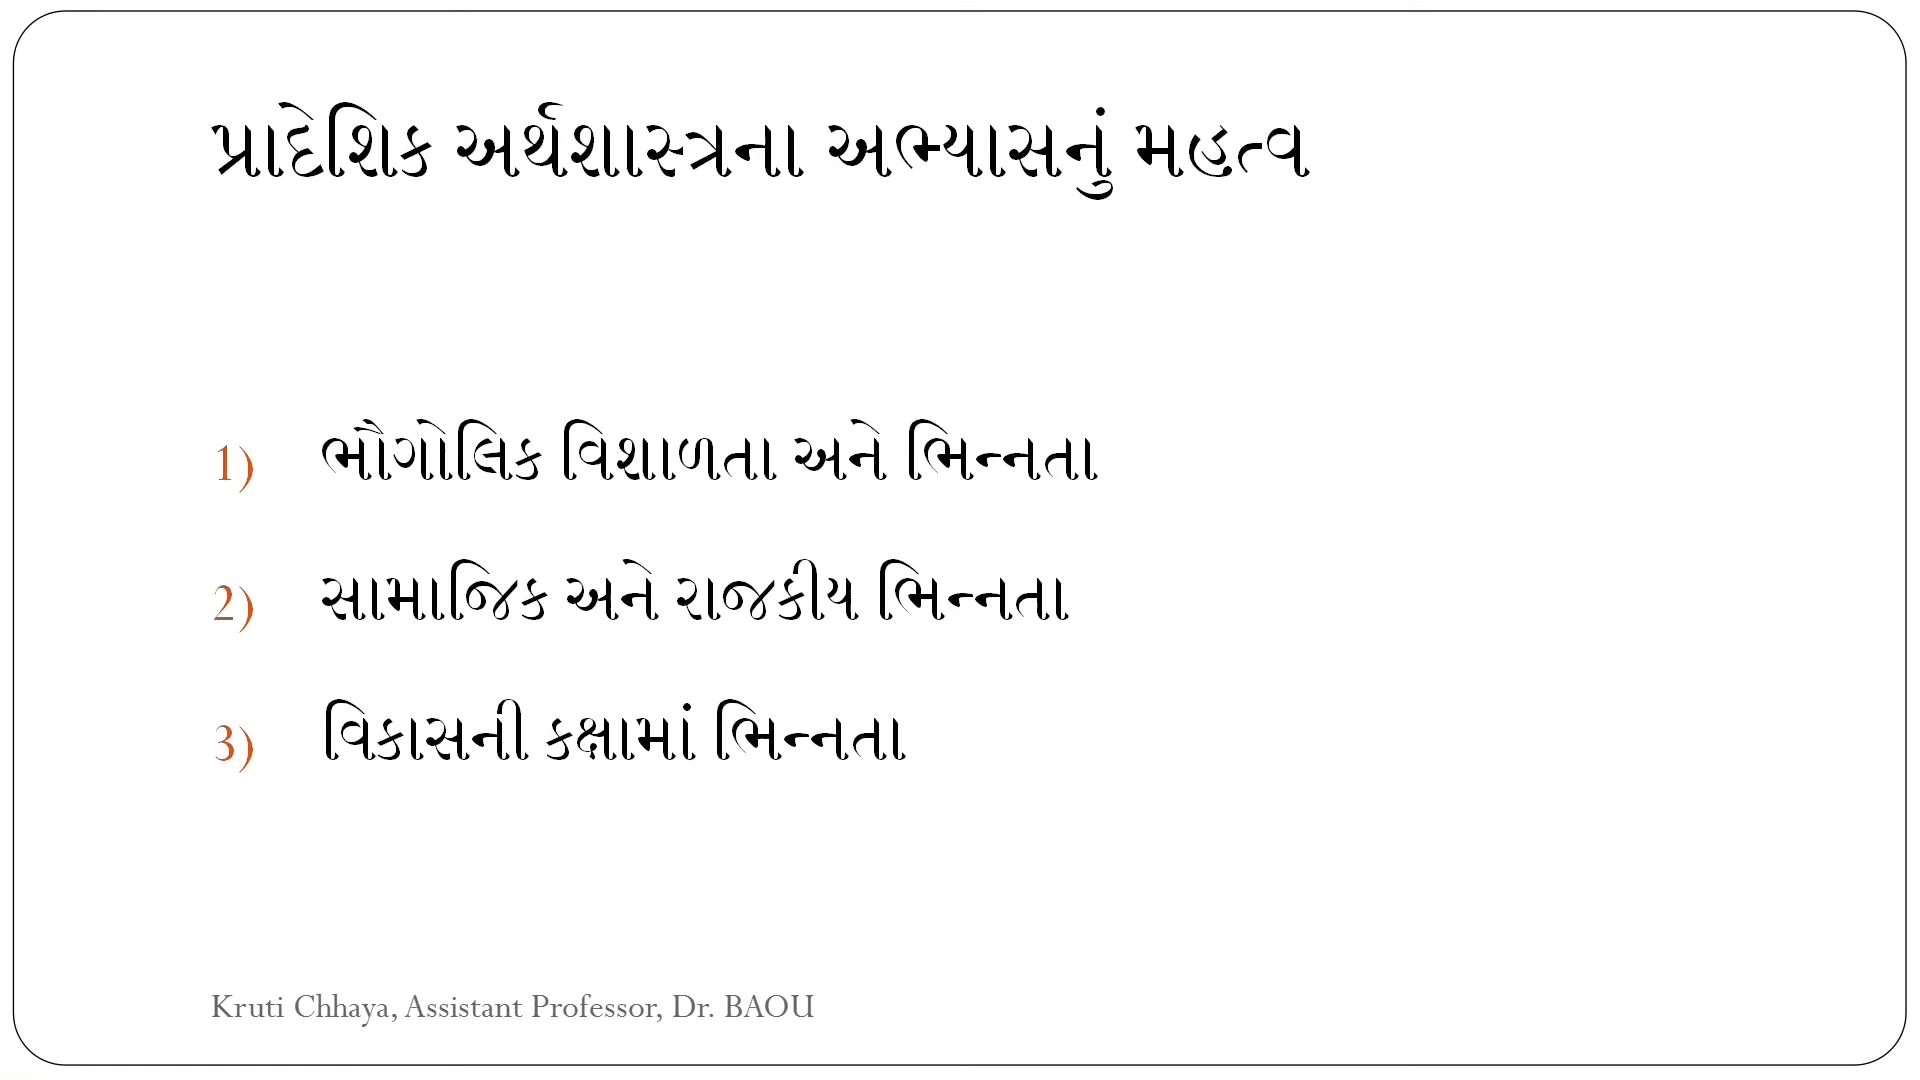 પ્રાદેશિક અર્થશાસ્ત્રના અભ્યાસનું મહત્વ
1) ભૌગોલિક વિશાળતા અને ભિન્નતા
2) સામાજિક અને રાજકીય ભિન્નતા
3) વિકાસની કક્ષામાં ભિન્નતા
Kruti Chhaya, Assistant Professor, Dr. BAOU